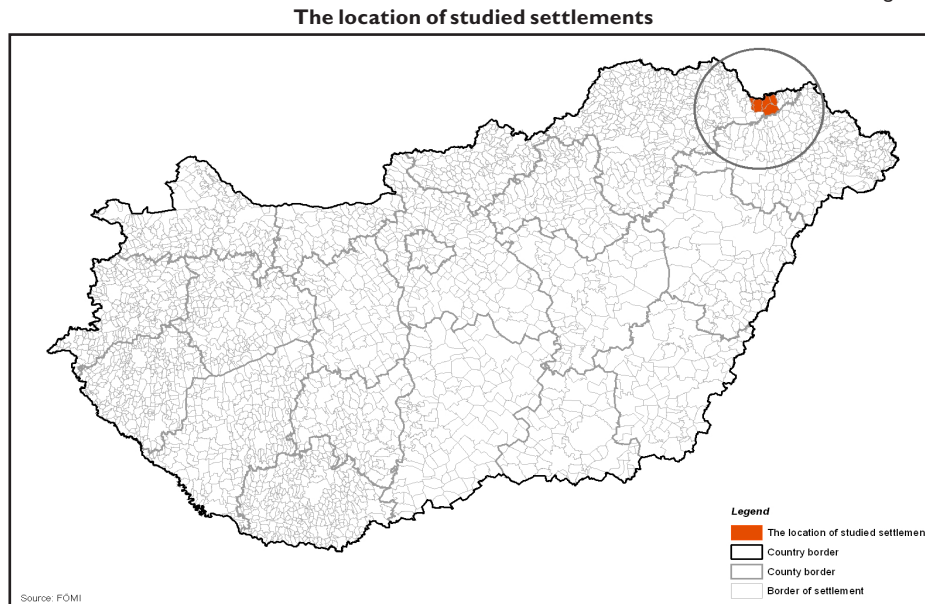 The location of studied settlements
Legend
The location of studied settlemen
Country border
County border
Border of settlement
Source: FÖMI